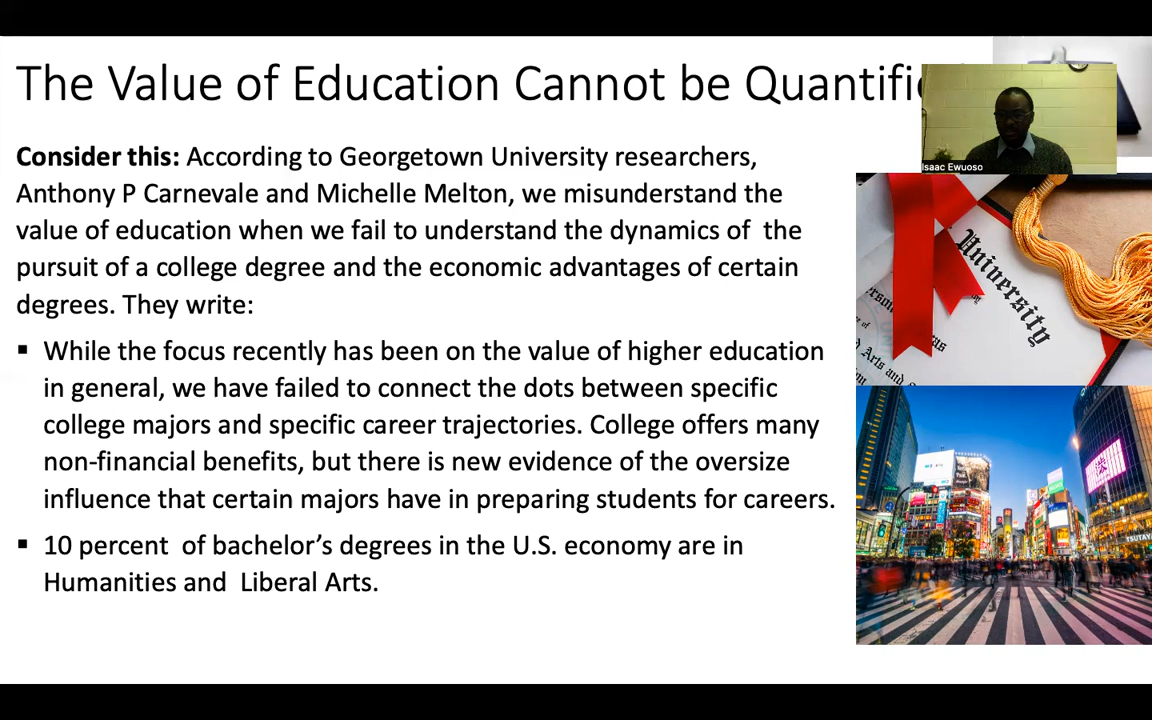 The Value of Education Cannot be Quantifi
Isaac Ewuoso
Consider this: According to Georgetown University researchers,
Anthony P Carnevale and Michelle Melton, we misunderstand the
value of education when we fail to understand the dynamics of  the
pursuit of a college degree and the economic advantages of certain
degrees. They write:
▪ While the focus recently has been on the value of higher education
in general, we have failed to connect the dots between specific
college majors and specific career trajectories. College offers many
non-financial benefits, but there is new evidence of the oversize
influence that certain majors have in preparing students for careers.
▪ 10 percent  of bachelor’s degrees in the U.S. economy are in
Humanities and  Liberal Arts.
University
Arts and
TSUTAYA